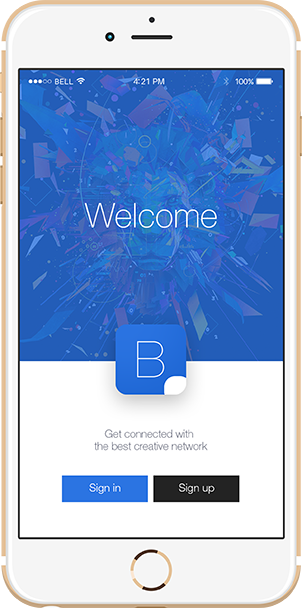 BELL 4:21 PM 100%
Welcome
B
Get connected with
the best creative network
Sign in Sign up